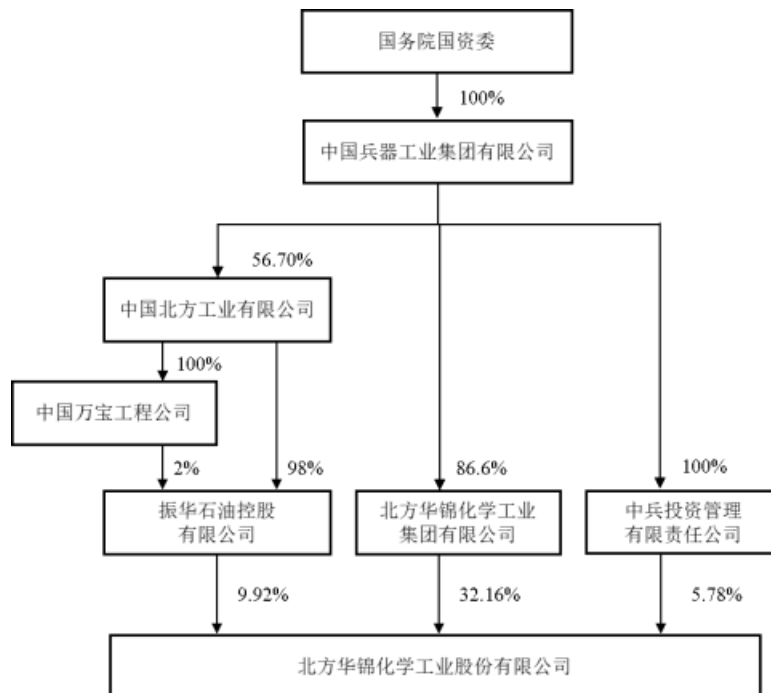 国务院国资委
100%
中国兵器工业集团有限公司
56.70%
中国北方工业有限公司
100%
中国万宝工程公司
2%
98%
86.6%
100%
振华石油控股
有限公司
北方华锦化学工业
集团有限公司
中兵投资管理
有限责任公司
9.92%
32.16%
5.78%
北方华锦化学工业股份有限公司